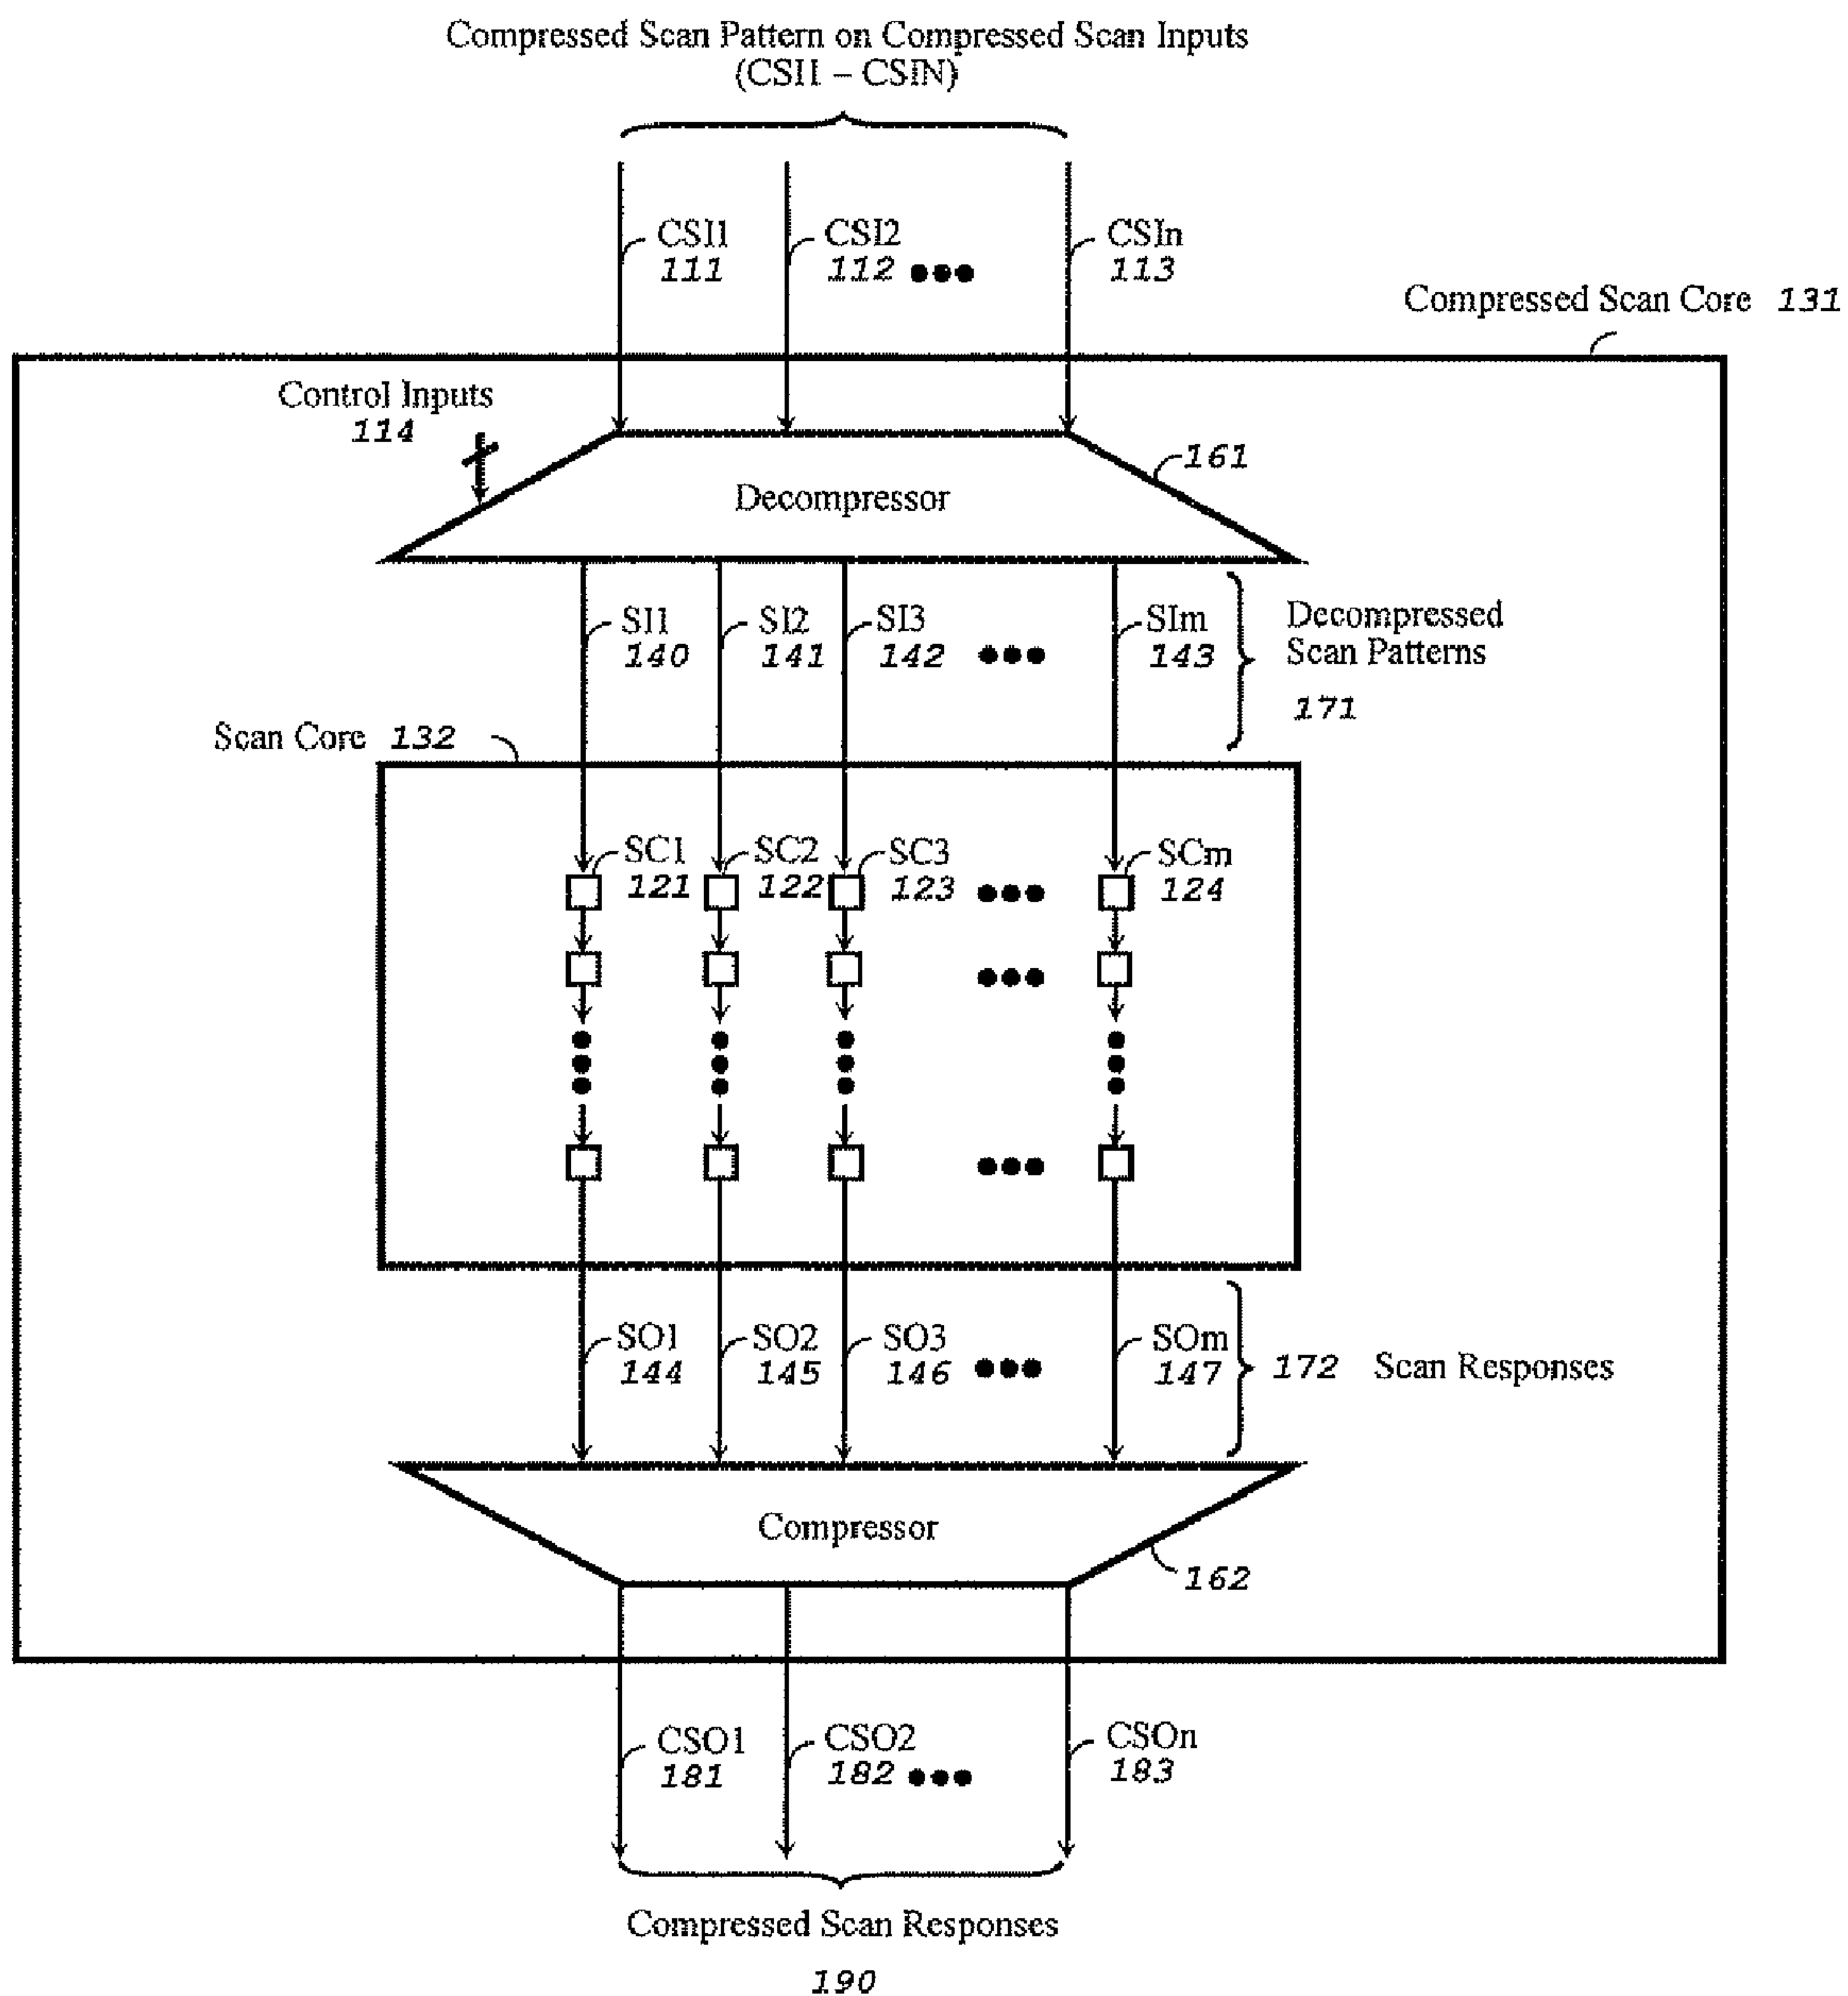 Compressed Scan Pattern on Compressed Scan Inputs
(CSI1 – CSIN)
CSI1
111
CSI2
112
CSIn
113
Compressed Scan Core 131
Control Inputs
114
161
Decompressor
SI1
140
SI2
141
SI3
142
SIm
143
Decompressed
Scan Patterns
171
Scan Core 132
SC1
121
SC2
122
SC3
123
SCm
124
SO1
144
SO2
145
SO3
146
SOm
147
172 Scan Responses
Compressor
162
CSO1
181
CSO2
182
CSOn
183
Compressed Scan Responses
190